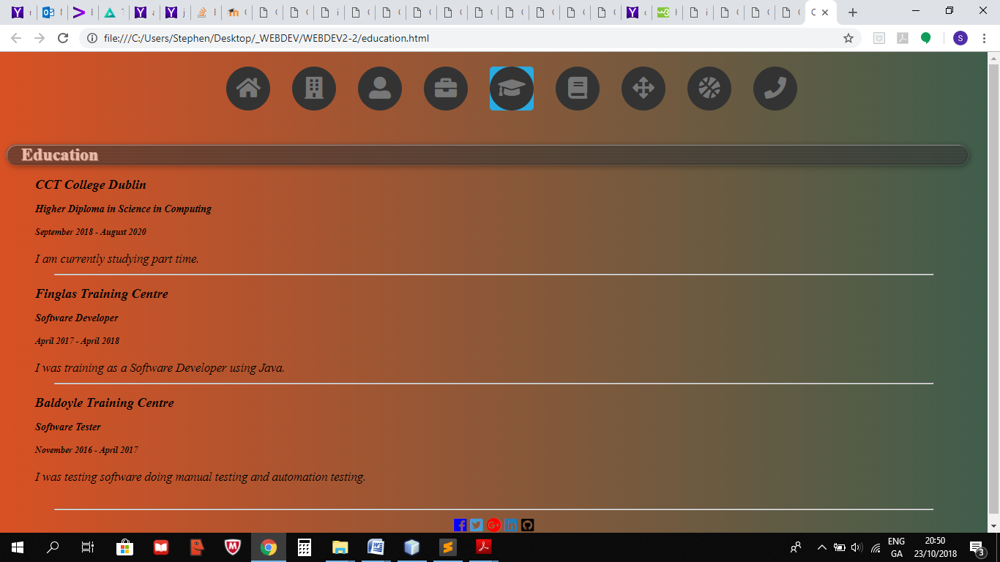 file:///C:/Users/Stephen/Desktop/_WEBDEV/WEBDEV2-2/education.html
S
Education
CCT College Dublin
Higher Diploma in Science in Computing
September 2018 - August 2020
I am currently studying part time.
Finglas Training Centre
Software Developer
April 2017 - April 2018
I was training as a Software Developer using Java.
Baldoyle Training Centre
Software Tester
November 2016 - April 2017
I was testing software doing manual testing and automation testing.
ENG
GA
20:50
23/10/2018
3